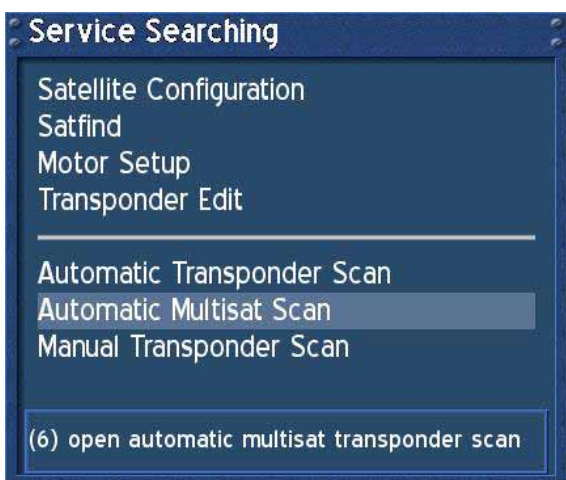 Service Searching
Satellite Configuration
Satfind
Motor Setup
Transponder Edit
Automatic Transponder Scan
Automatic Multisat Scan
Manual Transponder Scan
(6) open automatic multisat transponder scan